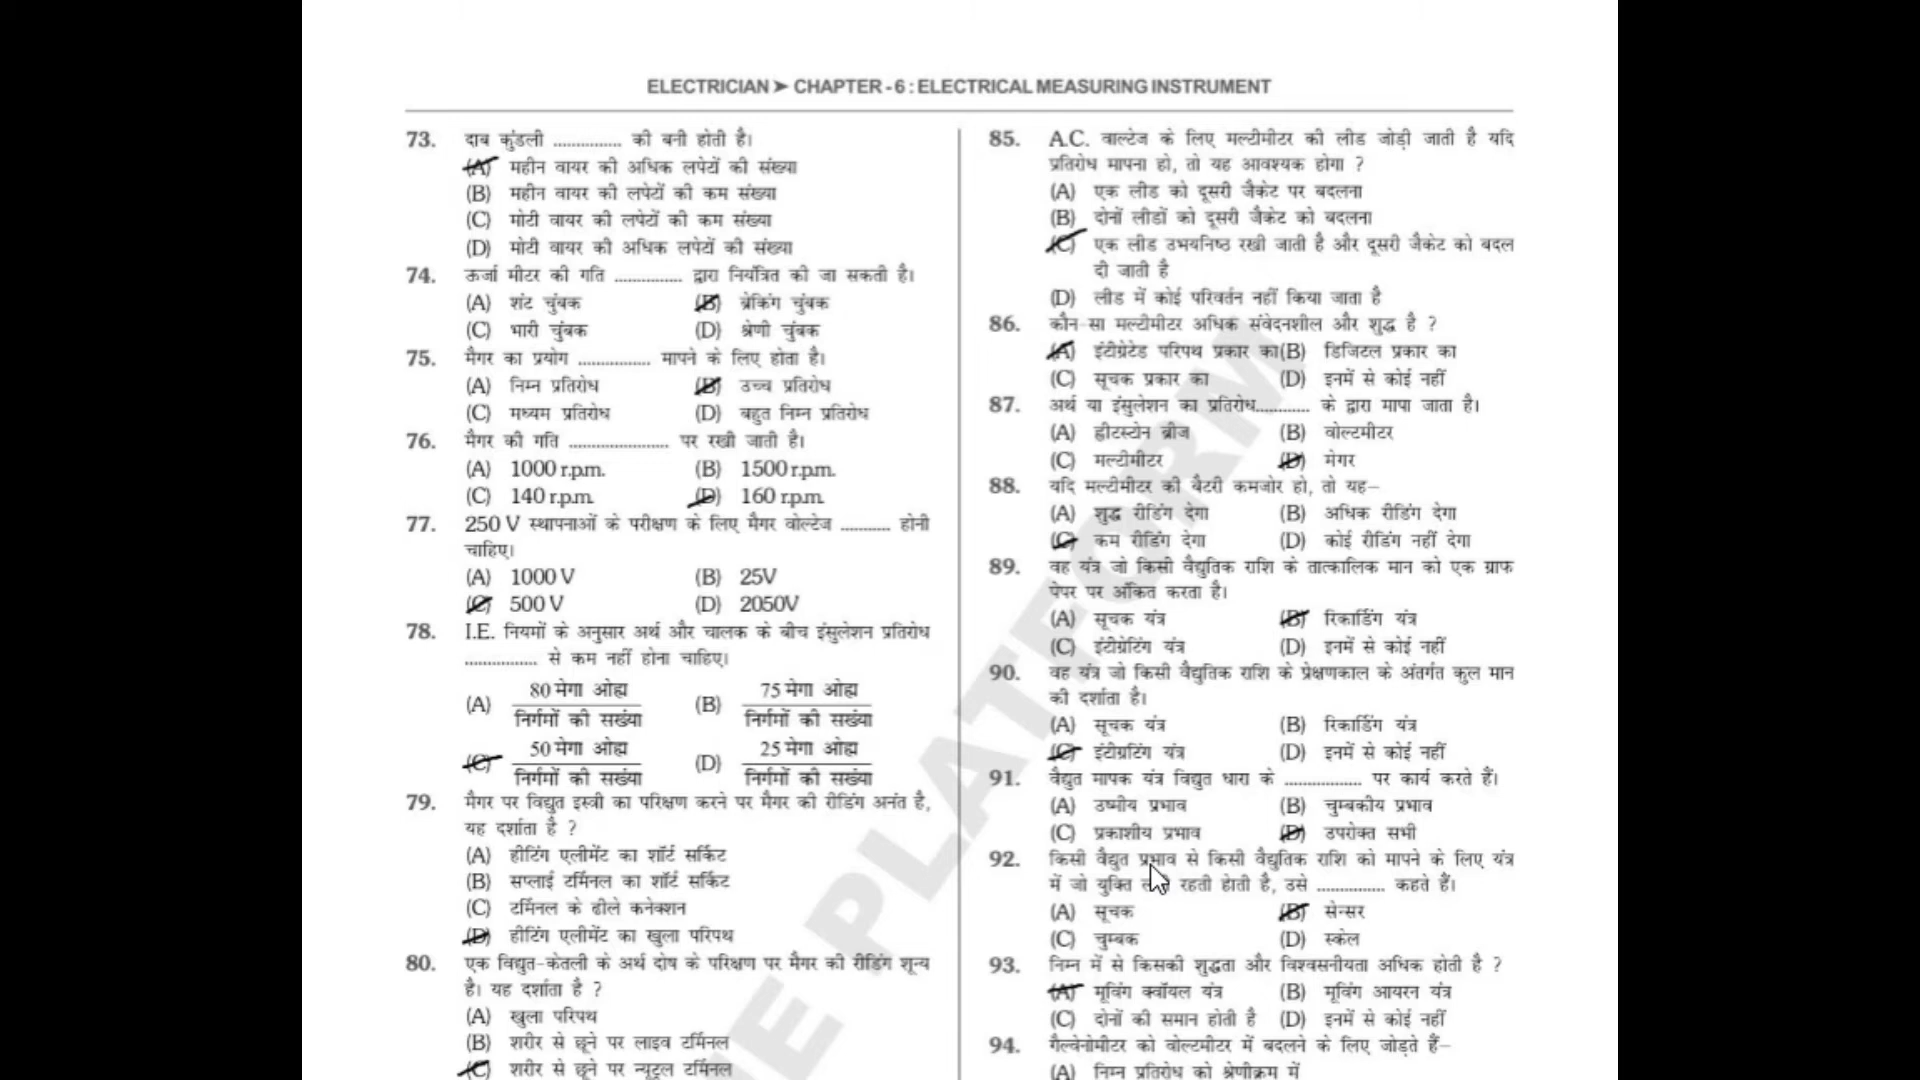 ELECTRICIAN ➤ CHAPTER - 6 : ELECTRICAL MEASURING INSTRUMENT
73. दाब कुंडली ............... की बनी होती है।
(A) महीन वायर की अधिक लपेटों की संख्या
(B) महीन वायर की लपेटों की कम संख्या
(C) मोटी वायर की लपेटों की कम संख्या
(D) मोटी वायर की अधिक लपेटों की संख्या
74. ऊर्जा मीटर की गति ............... द्वारा नियंत्रित की जा सकती है।
(A) शंट चुंबक (B) ब्रेकिंग चुंबक
(C) भारी चुंबक (D) श्रेणी चुंबक
75. मैगर का प्रयोग ................ मापने के लिए होता है।
(A) निम्न प्रतिरोध (B) उच्च प्रतिरोध
(C) मध्यम प्रतिरोध (D) बहुत निम्न प्रतिरोध
76. मैगर की गति ...................... पर रखी जाती है।
(A) 1000 r.p.m. (B) 1500 r.p.m.
(C) 140 r.p.m. (D) 160 r.p.m.
77. 250 V स्थापनाओं के परीक्षण के लिए मैगर वोल्टेज ........... होनी
चाहिए।
(A) 1000 V (B) 25V
(C) 500 V (D) 2050V
78. I.E. नियमों के अनुसार अर्थ और चालक के बीच इंसुलेशन प्रतिरोध
................ से कम नहीं होना चाहिए।
(A) 80 मेगा ओह्म (B) 75 मेगा ओह्म
निर्गमों की सख्या निर्गमों की सख्या
(C) 50 मेगा ओह्म (D) 25 मेगा ओह्म
निर्गमों की सख्या निर्गमों की सख्या
79. मैगर पर विद्युत इस्वी का परिक्षण करने पर मैगर की रीडिंग अनंत है,
यह दर्शाता है ?
(A) हीटिंग एलीमेंट का शॉर्ट सर्किट
(B) सप्लाई टर्मिनल का शॉर्ट सर्किट
(C) टर्मिनल के ढीले कनेक्शन
(D) हीटिंग एलीमेंट का खुला परिपथ
80. एक विद्युत-केतली के अर्थ दोष के परिक्षण पर मैगर की रीडिंग शून्य
है। यह दर्शाता है ?
(A) खुला परिपथ
(B) शरीर से छूने पर लाइव टर्मिनल
(C) शरीर से छूने पर न्यूट्रल टर्मिनल
85. A.C. वाल्टेज के लिए मल्टीमीटर की लीड जोड़ी जाती है यदि
प्रतिरोध मापना हो, तो यह आवश्यक होगा ?
(A) एक लीड को दूसरी जैकेट पर बदलना
(B) दोनों लीडों को दूसरी जैकेट को बदलना
(C) एक लीड उभयनिष्ठ रखी जाती है और दूसरी जैकेट को बदल
दी जाती है
(D) लीड में कोई परिवर्तन नहीं किया जाता है
86. कौन-सा मल्टीमीटर अधिक संवेदनशील और शुद्ध है ?
(A) इंटीग्रेटेड परिपथ प्रकार का (B) डिजिटल प्रकार का
(C) सूचक प्रकार का (D) इनमें से कोई नहीं
87. अर्थ या इंसुलेशन का प्रतिरोध............ के द्वारा मापा जाता है।
(A) ह्वीटस्टोन ब्रीज (B) वोल्टमीटर
(C) मल्टीमीटर (D) मेगर
88. यदि मल्टीमीटर की बैटरी कमजोर हो, तो यह–
(A) शुद्ध रीडिंग देगा (B) अधिक रीडिंग देगा
(C) कम रीडिंग देगा (D) कोई रीडिंग नहीं देगा
89. वह यंत्र जो किसी वैद्युतिक राशि के तात्कालिक मान को एक ग्राफ
पेपर पर अंकित करता है।
(A) सूचक यंत्र (B) रिकार्डिंग यंत्र
(C) इंटीग्रेटिंग यंत्र (D) इनमें से कोई नहीं
90. वह यंत्र जो किसी वैद्युतिक राशि के प्रेक्षणकाल के अंतर्गत कुल मान
की दर्शाता है।
(A) सूचक यंत्र (B) रिकार्डिंग यंत्र
(C) इंटीग्रटिंग यंत्र (D) इनमें से कोई नहीं
91. वैद्युत मापक यंत्र विद्युत धारा के ................. पर कार्य करते हैं।
(A) उष्मीय प्रभाव (B) चुम्बकीय प्रभाव
(C) प्रकाशीय प्रभाव (D) उपरोक्त सभी
92. किसी वैद्युत प्रभाव से किसी वैद्युतिक राशि को मापने के लिए यंत्र
में जो युक्ति रहती होती है, उसे ............... कहते हैं।
(A) सूचक (B) सेन्सर
(C) चुम्बक (D) स्केल
93. निम्न में से किसकी शुद्धता और विश्वसनीयता अधिक होती है ?
(A) मूविंग क्वॉयल यंत्र (B) मूविंग आयरन यंत्र
(C) दोनों की समान होती है (D) इनमें से कोई नहीं
94. गैल्वेनोमीटर को वोल्टमीटर में बदलने के लिए जोड़ते हैं–
(A) निम्न प्रतिरोध को श्रेणीक्रम में
THE PLATFORM